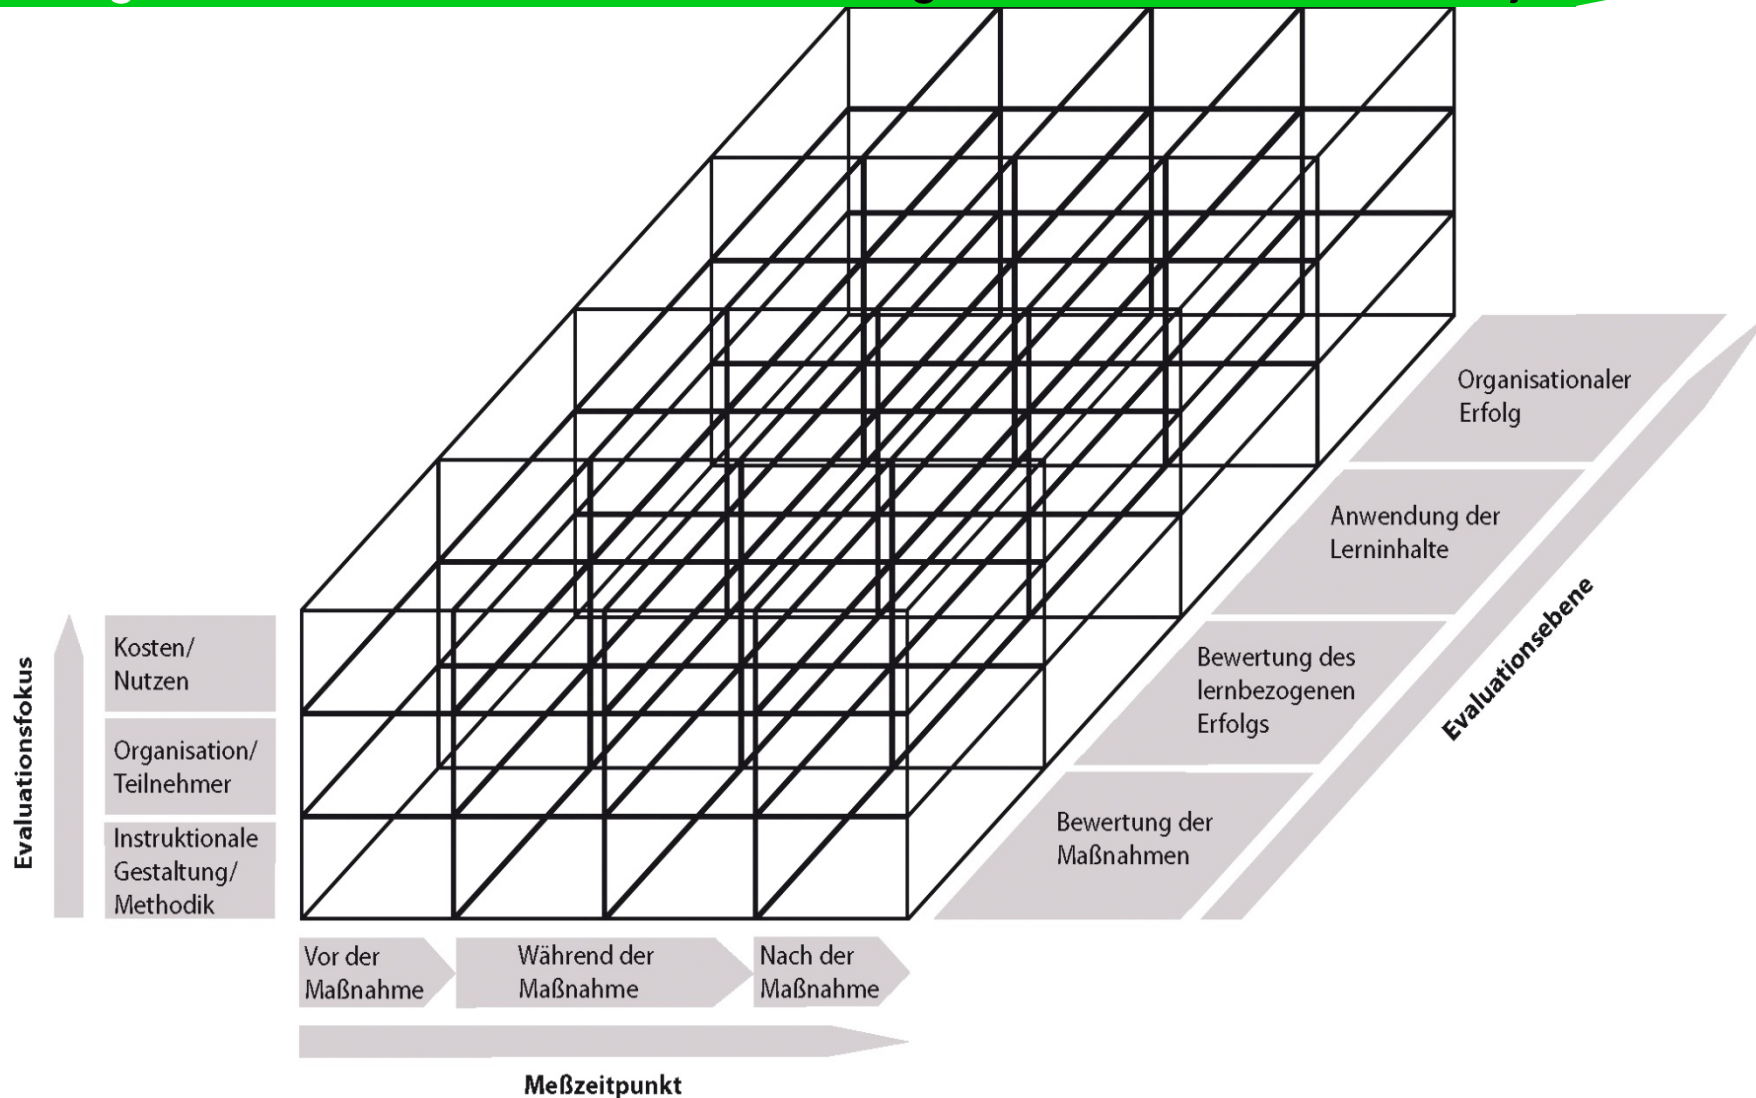 Organisationaler
Erfolg
Anwendung der
Lerninhalte
Bewertung des
lernbezogenen
Erfolgs
Bewertung der
Maßnahmen
Evaluationsebene
Evaluationsfokus
Kosten/
Nutzen
Organisation/
Teilnehmer
Instruktionale
Gestaltung/
Methodik
Vor der
Maßnahme
Während der
Maßnahme
Nach der
Maßnahme
Meßzeitpunkt